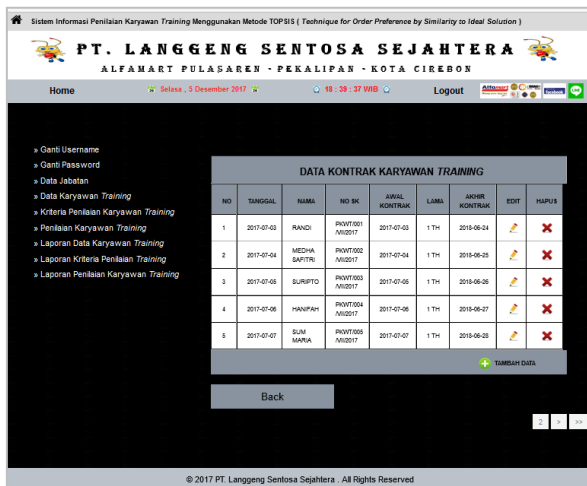 Sistem Informasi Penilaian Karyawan Training Menggunakan Metode TOPSIS ( Technique for Order Preference by Similarity to Ideal Solution )
PT. LANGGENG SENTOSA SEJAHTERA
ALFAMART PULASAREN - PEKALIPAN - KOTA CIREBON
Home Selasa , 5 Desember 2017 18 : 39 : 37 WIB Logout
» Ganti Username
» Ganti Password
» Data Jabatan
» Data Karyawan Training
» Kriteria Penilaian Karyawan Training
» Penilaian Karyawan Training
» Laporan Data Karyawan Training
» Laporan Kriteria Penilaian Training
» Laporan Penilaian Karyawan Training
DATA KONTRAK KARYAWAN TRAINING
NO TANGGAL NAMA NO SK AWAL KONTRAK LAMA AKHIR KONTRAK EDIT HAPUS
1 2017-07-03 RANDI PKWT/001 /VII/2017 2017-07-03 1 TH 2018-06-24
2 2017-07-04 MEDHA SAFITRI PKWT/002 /VII/2017 2017-07-04 1 TH 2018-06-25
3 2017-07-05 SURIPTO PKWT/003 /VII/2017 2017-07-05 1 TH 2018-06-26
4 2017-07-06 HANIFAH PKWT/004 /VII/2017 2017-07-06 1 TH 2018-06-27
5 2017-07-07 SUM MARIA PKWT/005 /VII/2017 2017-07-07 1 TH 2018-06-28
TAMBAH DATA
Back
2 > >>
© 2017 PT. Langgeng Sentosa Sejahtera . All Rights Reserved